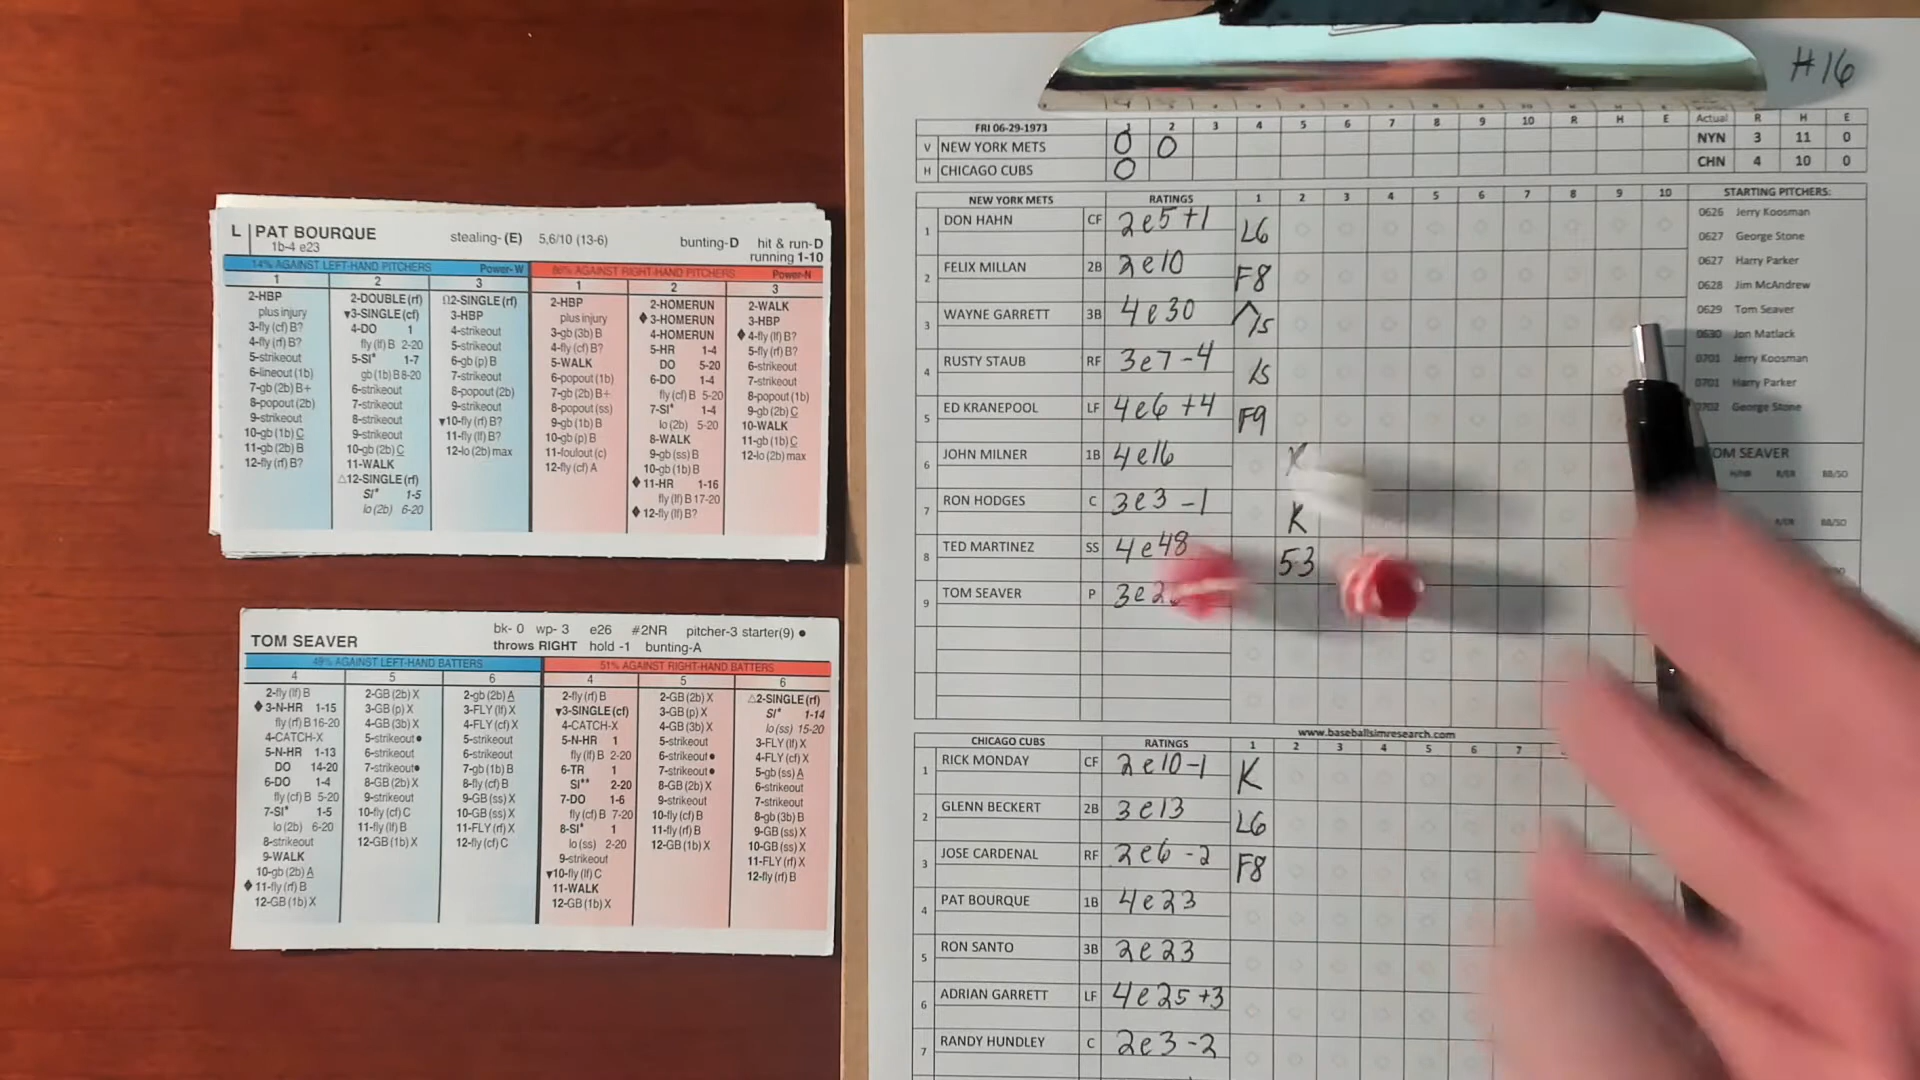 L PAT BOURQUE
1b-4 e23
stealing- (E) 5,6/10 (13-6)
bunting-D hit & run-D
running 1-10
14% AGAINST LEFT-HAND PITCHERS Power-W
86% AGAINST RIGHT-HAND PITCHERS Power-N
1 2 3 1 2 3
2-HBP
plus injury
3-fly (cf) B?
4-fly (rf) B?
5-strikeout
6-lineout (1b)
7-gb (2b) B+
8-popout (2b)
9-strikeout
10-gb (1b) C
11-gb (2b) B
12-fly (rf) B?
2-DOUBLE (rf)
▼3-SINGLE (cf)
4-DO 1
fly (lf) B 2-20
5-SI* 1-7
gb (1b) B 8-20
6-strikeout
7-strikeout
8-strikeout
9-strikeout
10-gb (2b) C
11-WALK
△12-SINGLE (rf)
SI* 1-5
lo (2b) 6-20
2-SINGLE (rf)
3-HBP
4-strikeout
5-strikeout
6-gb (p) B
7-strikeout
8-popout (2b)
9-strikeout
▼10-fly (rf) B?
11-fly (lf) B?
12-lo (2b) max
2-HBP
plus injury
3-gb (3b) B
4-fly (cf) B?
5-WALK
6-popout (1b)
7-gb (2b) B+
8-popout (ss)
9-gb (1b) B
10-gb (p) B
11-foulout (c)
12-fly (cf) A
2-HOMERUN
◆3-HOMERUN
4-HOMERUN
5-HR 1-4
DO 5-20
6-DO 1-4
fly (cf) B 5-20
7-SI* 1-4
lo (2b) 5-20
8-WALK
9-gb (ss) B
10-gb (1b) B
◆11-HR 1-16
fly (lf) B 17-20
◆12-fly (lf) B?
2-WALK
3-HBP
◆4-fly (lf) B?
5-fly (rf) B?
6-strikeout
7-strikeout
8-popout (1b)
9-gb (2b) C
10-WALK
11-gb (1b) C
12-lo (2b) max
TOM SEAVER
bk- 0 wp- 3 e26 #2NR pitcher-3 starter(9) ●
throws RIGHT hold -1 bunting-A
49% AGAINST LEFT-HAND BATTERS
51% AGAINST RIGHT-HAND BATTERS
4 5 6 4 5 6
2-fly (lf) B
◆3-N-HR 1-15
fly (rf) B 16-20
4-CATCH-X
5-N-HR 1-13
DO 14-20
6-DO 1-4
fly (cf) B 5-20
7-SI* 1-5
lo (2b) 6-20
8-strikeout
9-WALK
10-gb (2b) A
◆11-fly (rf) B
12-GB (1b) X
2-GB (2b) X
3-GB (p) X
4-GB (3b) X
5-strikeout●
6-strikeout
7-strikeout●
8-GB (2b) X
9-strikeout
10-fly (cf) C
11-fly (lf) B
12-GB (1b) X
2-gb (2b) A
3-FLY (lf) X
4-FLY (cf) X
5-strikeout
6-strikeout
7-gb (1b) B
8-fly (cf) B
9-GB (ss) X
10-GB (ss) X
11-FLY (rf) X
12-fly (cf) C
2-fly (rf) B
▼3-SINGLE (cf)
4-CATCH-X
5-N-HR 1
fly (lf) B 2-20
6-TR 1
SI** 2-20
7-DO 1-6
fly (cf) B 7-20
8-SI* 1
lo (ss) 2-20
9-strikeout
▼10-fly (lf) C
11-WALK
12-GB (1b) X
2-GB (2b) X
3-GB (p) X
4-GB (3b) X
5-strikeout
6-strikeout●
7-strikeout●
8-GB (2b) X
9-strikeout
10-fly (cf) B
11-fly (rf) B
12-GB (1b) X
△2-SINGLE (rf)
SI* 1-14
lo (ss) 15-20
3-FLY (lf) X
4-FLY (cf) X
5-gb (ss) A
6-strikeout
7-strikeout
8-gb (3b) B
9-GB (ss) X
10-GB (ss) X
11-FLY (rf) X
12-fly (rf) B
#16
FRI 06-29-1973 1 2 3 4 5 6 7 8 9 10 R H E
V NEW YORK METS 0 0
H CHICAGO CUBS 0
Actual R H E
NYN 3 11 0
CHN 4 10 0
NEW YORK METS RATINGS 1 2 3 4 5 6 7 8 9 10
1 DON HAHN CF 2e5+1 L6
2 FELIX MILLAN 2B 2e10 F8
3 WAYNE GARRETT 3B 4e30
4 RUSTY STAUB RF 3e7-4
5 ED KRANEPOOL LF 4e6+4 F9
6 JOHN MILNER 1B 4e16 K
7 RON HODGES C 3e3-1 K
8 TED MARTINEZ SS 4e48 53
9 TOM SEAVER P 3e2
STARTING PITCHERS:
0626 Jerry Koosman
0627 George Stone
0627 Harry Parker
0628 Jim McAndrew
0629 Tom Seaver
0630 Jon Matlack
0701 Jerry Koosman
0701 Harry Parker
0702 George Stone
TOM SEAVER
H/NR R/ER BB/SO
R/ER BB/SO
www.baseballsimresearch.com
CHICAGO CUBS RATINGS 1 2 3 4 5 6 7
1 RICK MONDAY CF 2e10-1 K
2 GLENN BECKERT 2B 3e13 L6
3 JOSE CARDENAL RF 2e6-2 F8
4 PAT BOURQUE 1B 4e23
5 RON SANTO 3B 2e23
6 ADRIAN GARRETT LF 4e25+3
7 RANDY HUNDLEY C 2e3-2